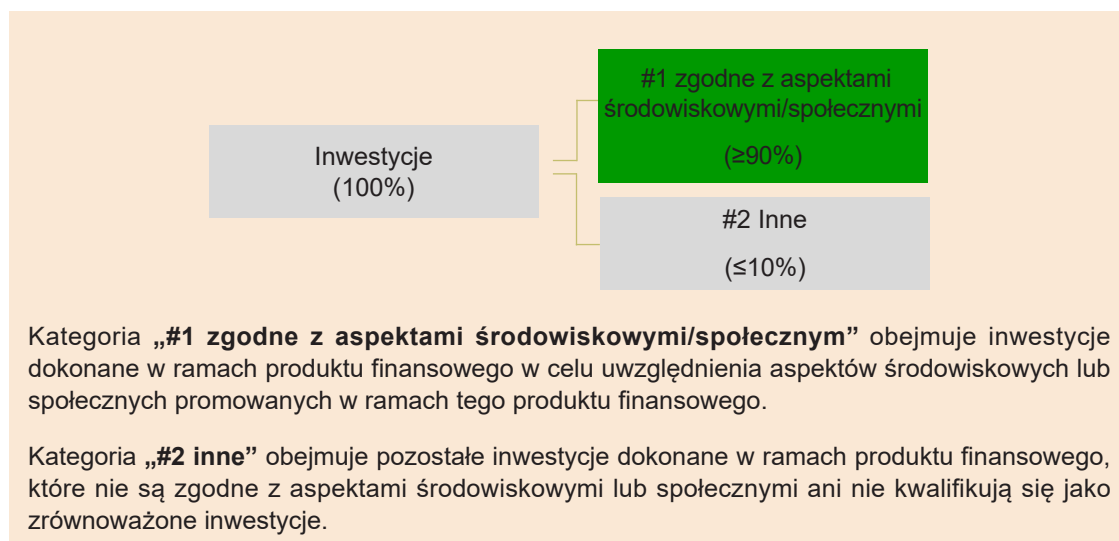 #1 zgodne z aspektami
środowiskowymi/społecznymi
(≥90%)
Inwestycje
(100%)
#2 Inne
(≤10%)
Kategoria „#1 zgodne z aspektami środowiskowymi/społecznym” obejmuje inwestycje
dokonane w ramach produktu finansowego w celu uwzględnienia aspektów środowiskowych lub
społecznych promowanych w ramach tego produktu finansowego.
Kategoria „#2 inne” obejmuje pozostałe inwestycje dokonane w ramach produktu finansowego,
które nie są zgodne z aspektami środowiskowymi lub społecznymi ani nie kwalifikują się jako
zrównoważone inwestycje.